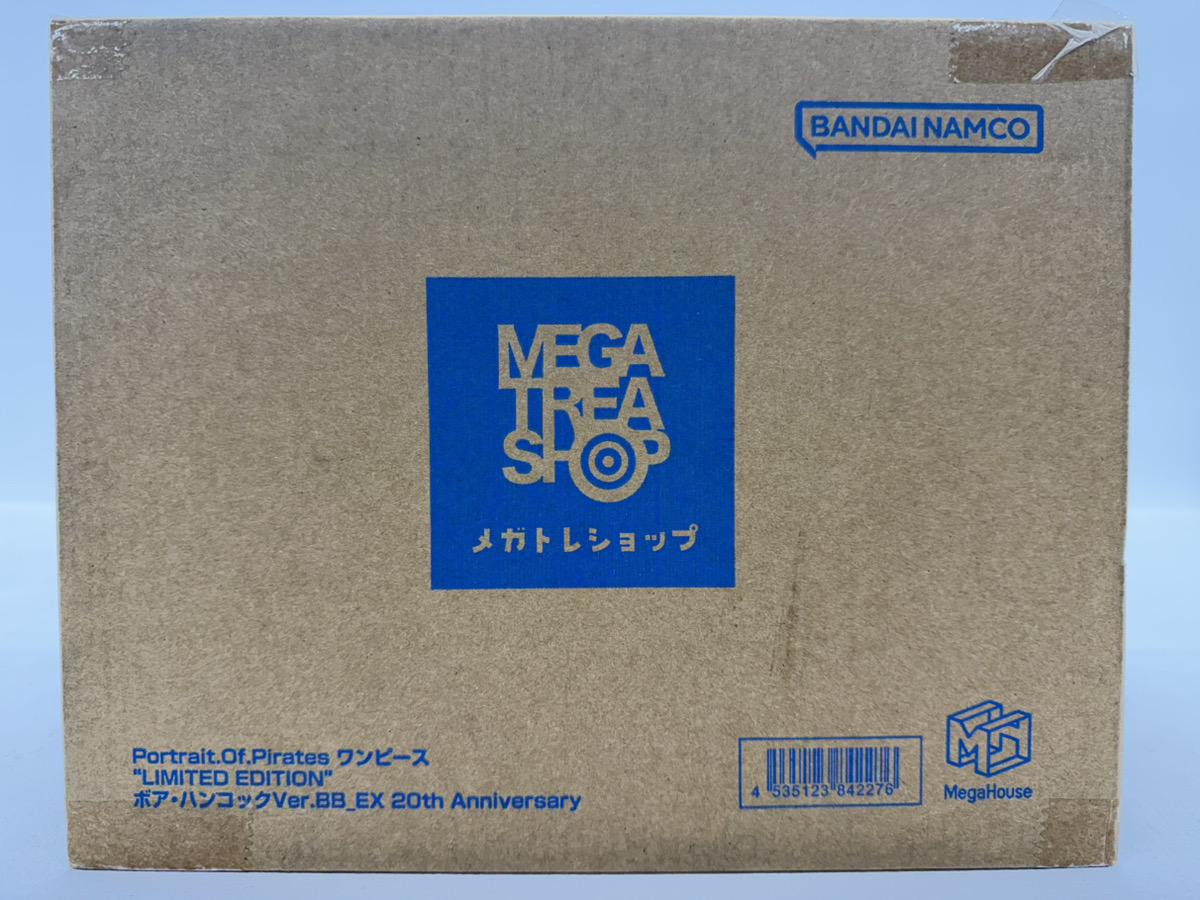 BANDAI NAMCO
MEGA
TREA
SHOP
メガトレショップ
Portrait.Of.Pirates ワンピース
"LIMITED EDITION"
ボア・ハンコックVer.BB_EX 20th Anniversary
4 535123 842276
MH
MegaHouse